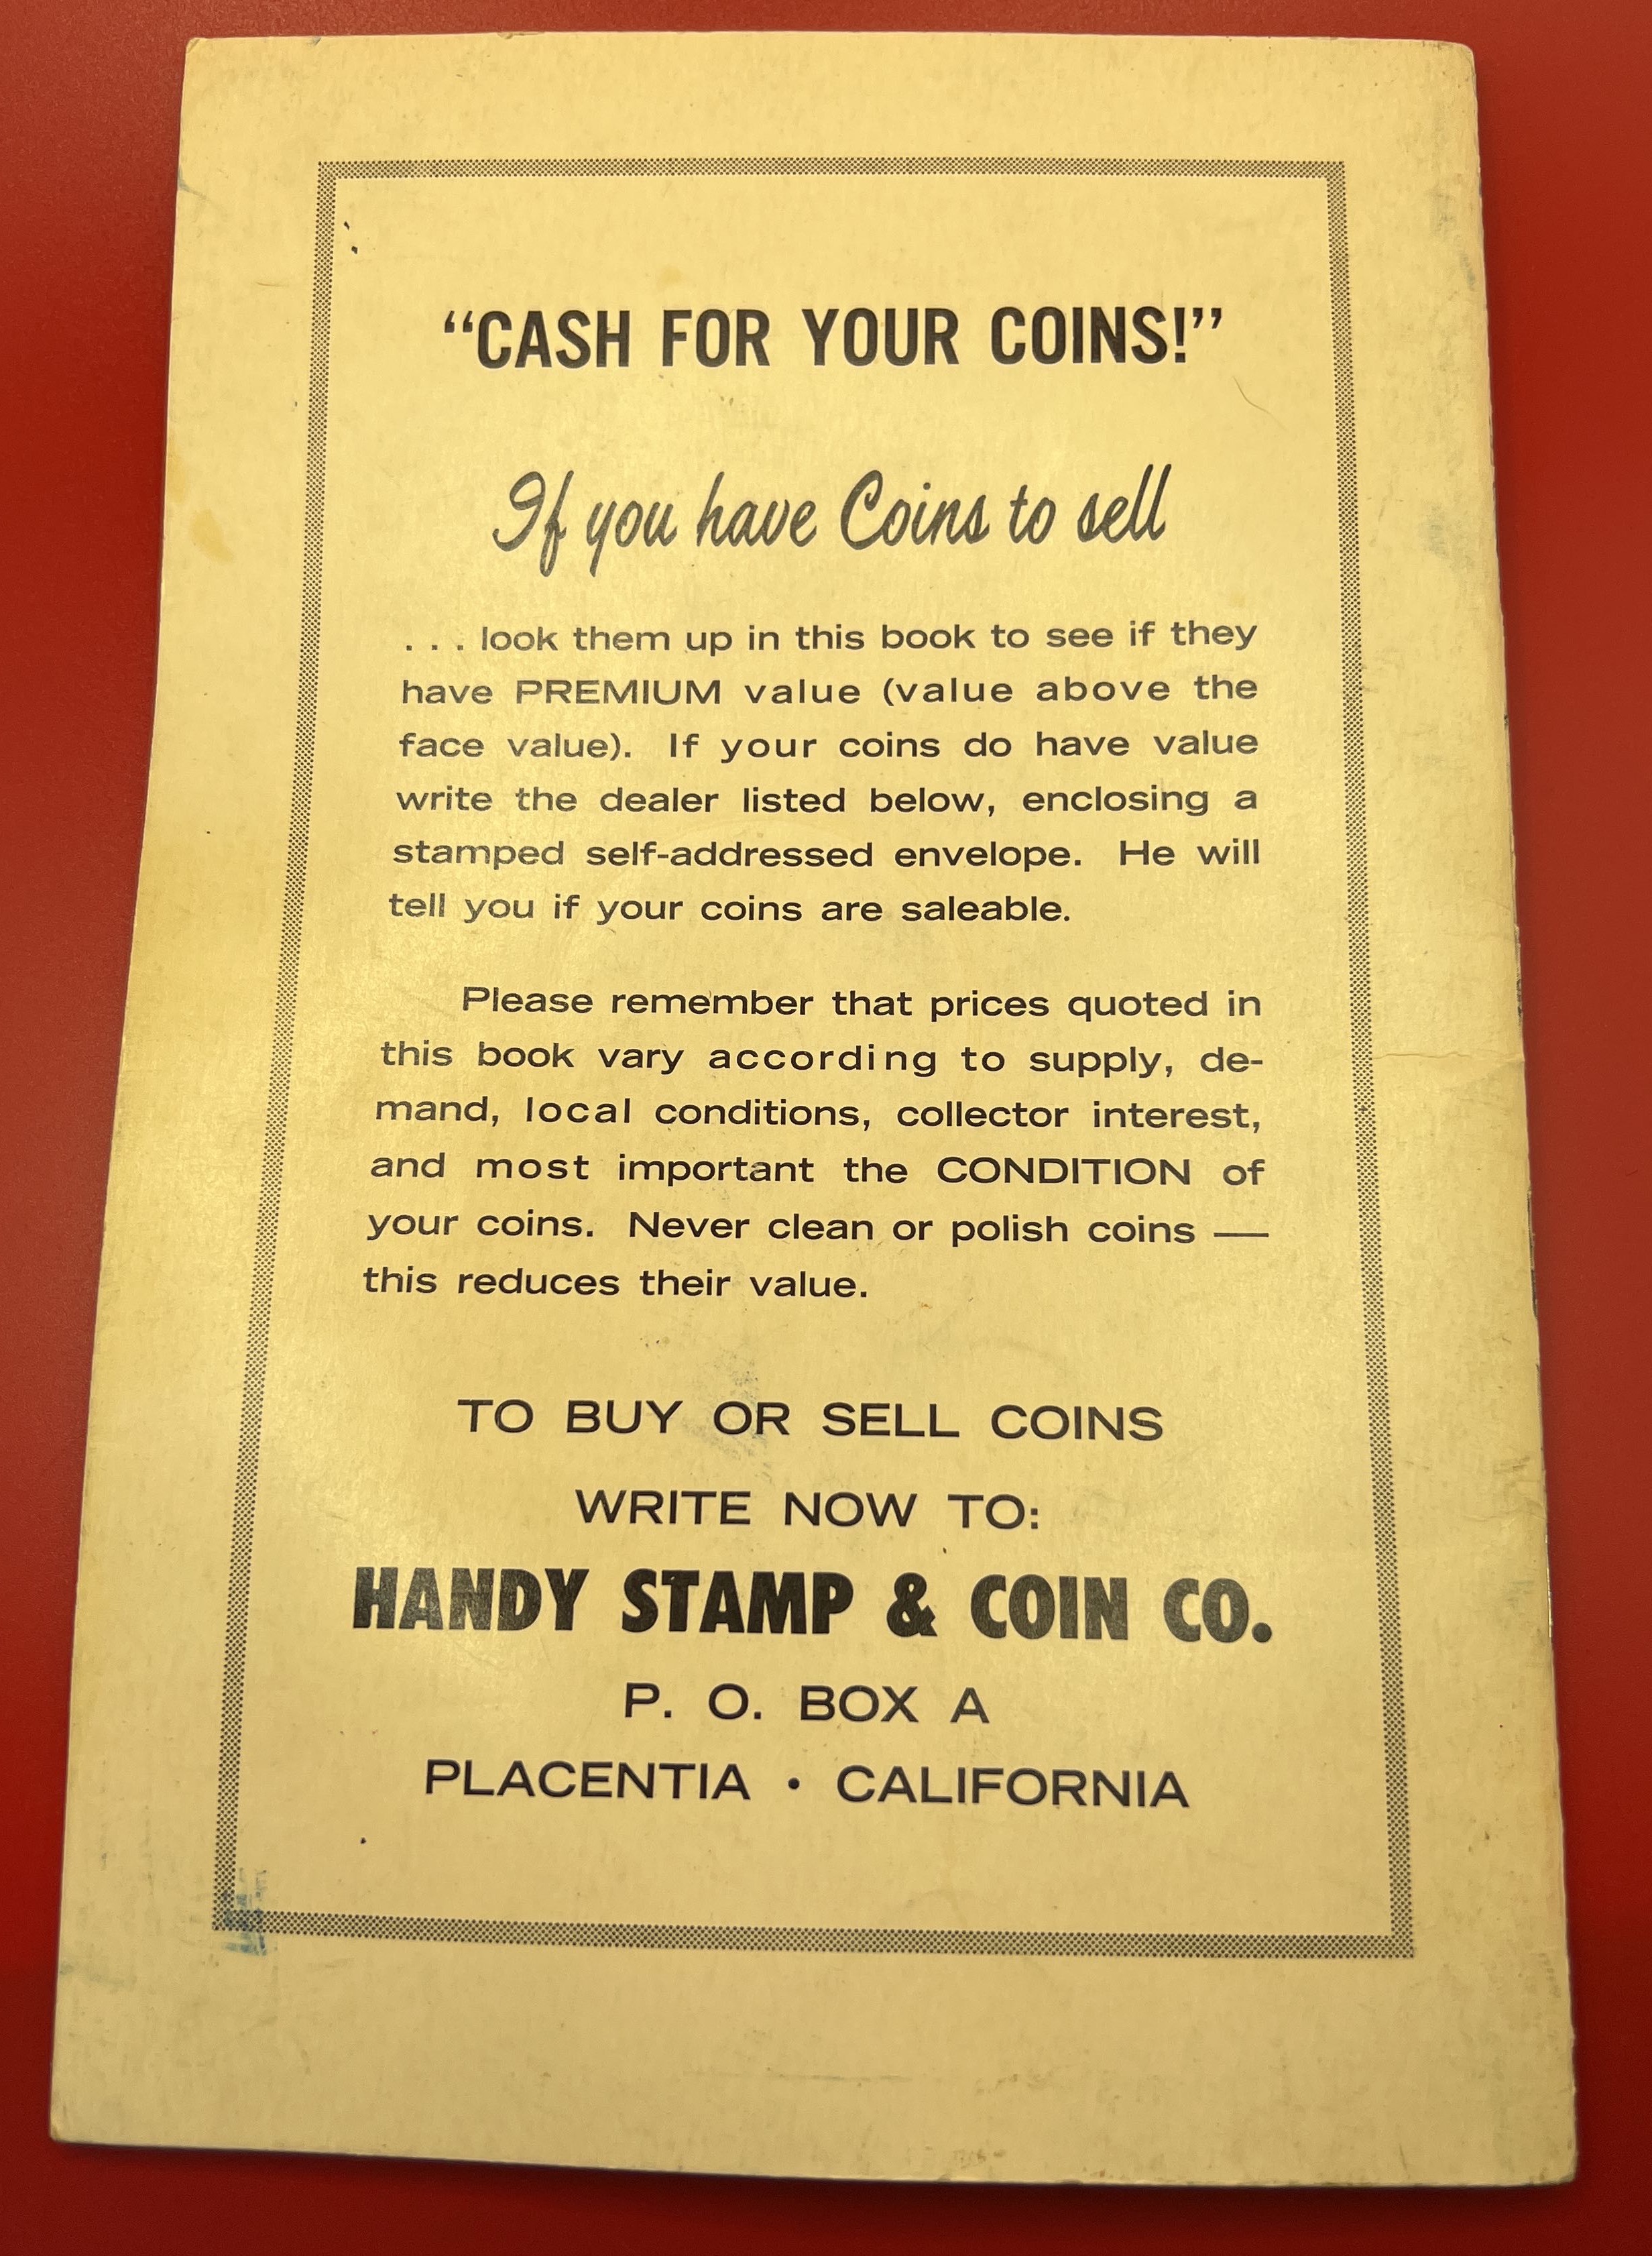 “CASH FOR YOUR COINS!”
If you have Coins to sell
. . . look them up in this book to see if they
have PREMIUM value (value above the
face value). If your coins do have value
write the dealer listed below, enclosing a
stamped self-addressed envelope. He will
tell you if your coins are saleable.
Please remember that prices quoted in
this book vary according to supply, de-
mand, local conditions, collector interest,
and most important the CONDITION of
your coins. Never clean or polish coins —
this reduces their value.
TO BUY OR SELL COINS
WRITE NOW TO:
HANDY STAMP & COIN CO.
P. O. BOX A
PLACENTIA • CALIFORNIA